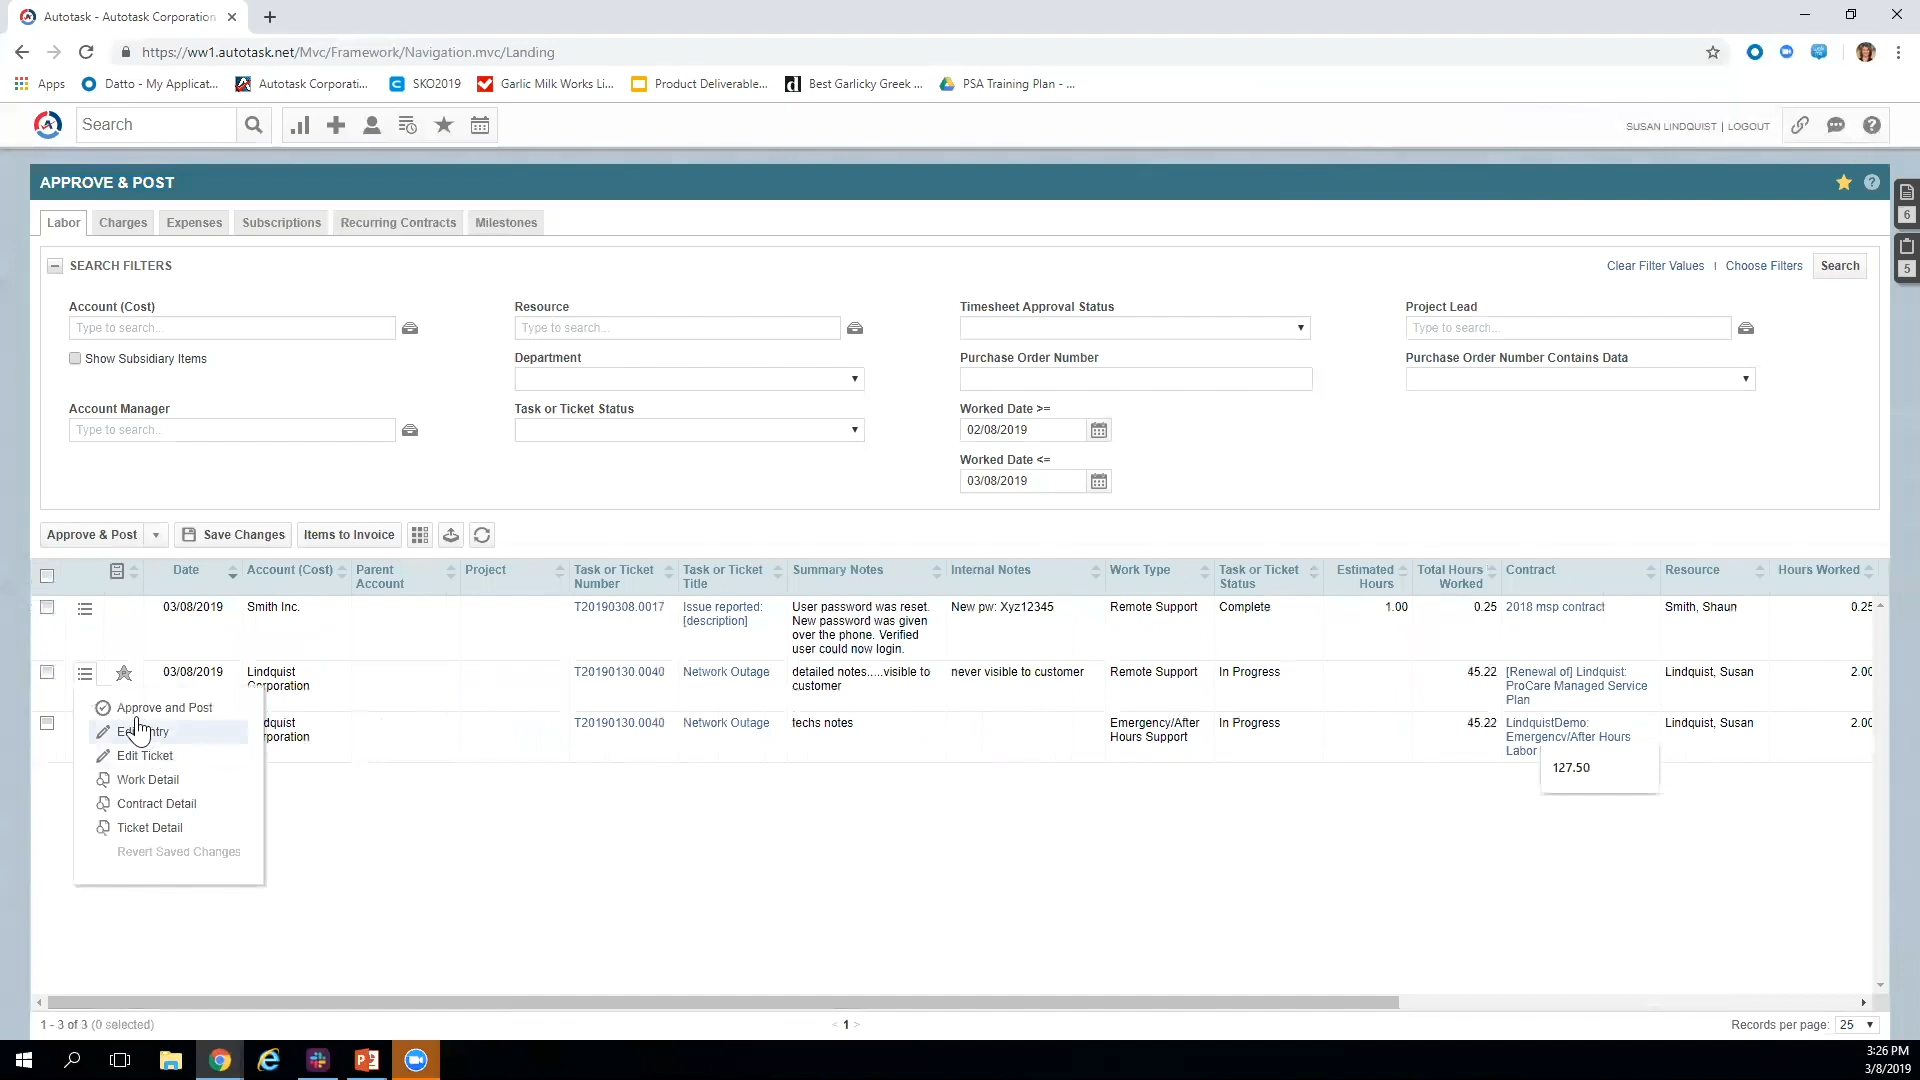 Autotask - Autotask Corporation
https://ww1.autotask.net/Mvc/Framework/Navigation.mvc/Landing
Apps Datto - My Applicat... Autotask Corporati... SKO2019 Garlic Milk Works Li... Product Deliverable... Best Garlicky Greek ... PSA Training Plan - ...
Search SUSAN LINDQUIST | LOGOUT
APPROVE & POST
6
5
Labor Charges Expenses Subscriptions Recurring Contracts Milestones
SEARCH FILTERS Clear Filter Values | Choose Filters Search
Account (Cost) Resource Timesheet Approval Status Project Lead
Type to search... Type to search... Type to search...
Show Subsidiary Items Department Purchase Order Number Purchase Order Number Contains Data
Account Manager Task or Ticket Status Worked Date >=
Type to search... 02/08/2019
Worked Date <=
03/08/2019
Approve & Post Save Changes Items to Invoice
Date Account (Cost) Parent Account Project Task or Ticket Number Task or Ticket Title Summary Notes Internal Notes Work Type Task or Ticket Status Estimated Hours Total Hours Worked Contract Resource Hours Worked
03/08/2019 Smith Inc. T20190308.0017 Issue reported: [description] User password was reset. New pw: Xyz12345 Remote Support Complete 1.00 0.25 2018 msp contract Smith, Shaun 0.25
New password was given
over the phone. Verified
user could now login.
03/08/2019 Lindquist Corporation T20190130.0040 Network Outage detailed notes.....visible to customer never visible to customer Remote Support In Progress 45.22 [Renewal of] Lindquist: ProCare Managed Service Plan Lindquist, Susan 2.00
dquist
rporation T20190130.0040 Network Outage techs notes Emergency/After Hours Support In Progress 45.22 LindquistDemo: Emergency/After Hours Labor Lindquist, Susan 2.00
127.50
Approve and Post
Edit Ticket
Work Detail
Contract Detail
Ticket Detail
Revert Saved Changes
1 - 3 of 3 (0 selected) < 1 > Records per page: 25
3:26 PM
3/8/2019